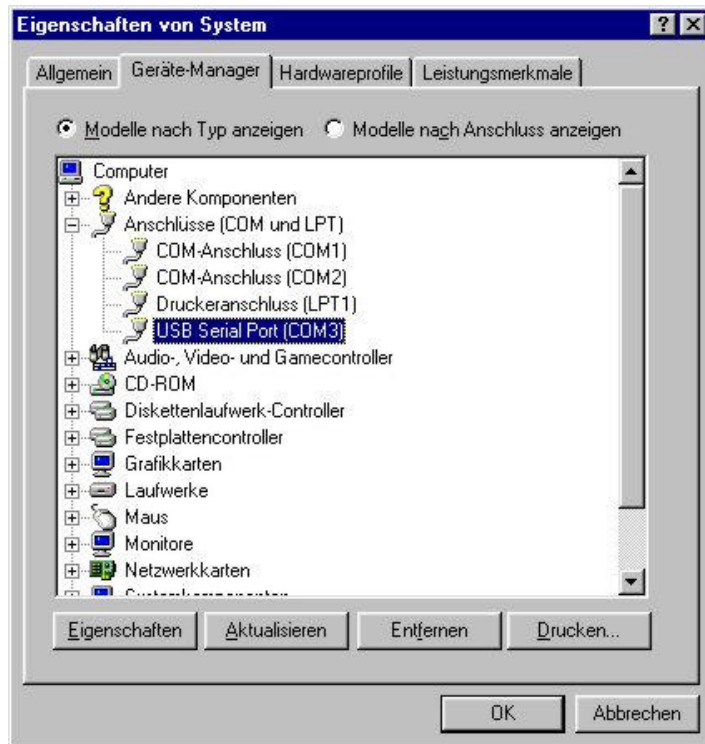 Eigenschaften von System
Allgemein Geräte-Manager Hardwareprofile Leistungsmerkmale
Modelle nach Typ anzeigen Modelle nach Anschluss anzeigen
Computer
Andere Komponenten
Anschlüsse (COM und LPT)
COM-Anschluss (COM1)
COM-Anschluss (COM2)
Druckeranschluss (LPT1)
USB Serial Port (COM3)
Audio-, Video- und Gamecontroller
CD-ROM
Diskettenlaufwerk-Controller
Festplattencontroller
Grafikkarten
Laufwerke
Maus
Monitore
Netzwerkkarten
Systemkomponenten
Eigenschaften Aktualisieren Entfernen Drucken...
OK Abbrechen